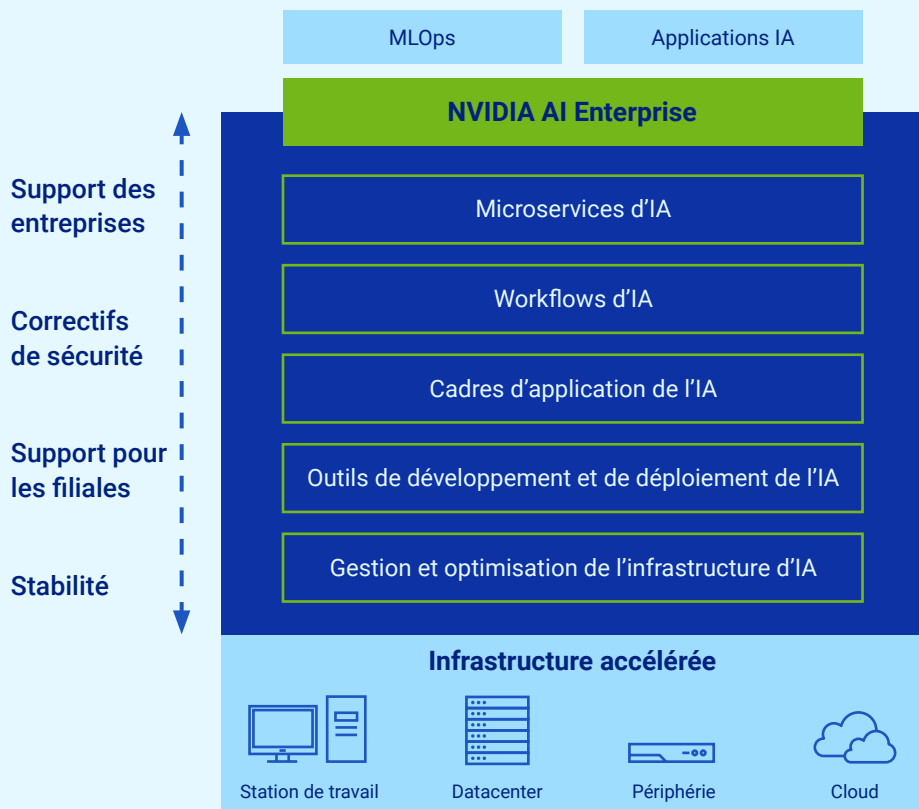 MLOps
Applications IA
NVIDIA AI Enterprise
Support des
entreprises
Correctifs
de sécurité
Support pour
les filiales
Stabilité
Microservices d’IA
Workflows d’IA
Cadres d’application de l’IA
Outils de développement et de déploiement de l’IA
Gestion et optimisation de l’infrastructure d’IA
Infrastructure accélérée
Station de travail
Datacenter
Périphérie
Cloud